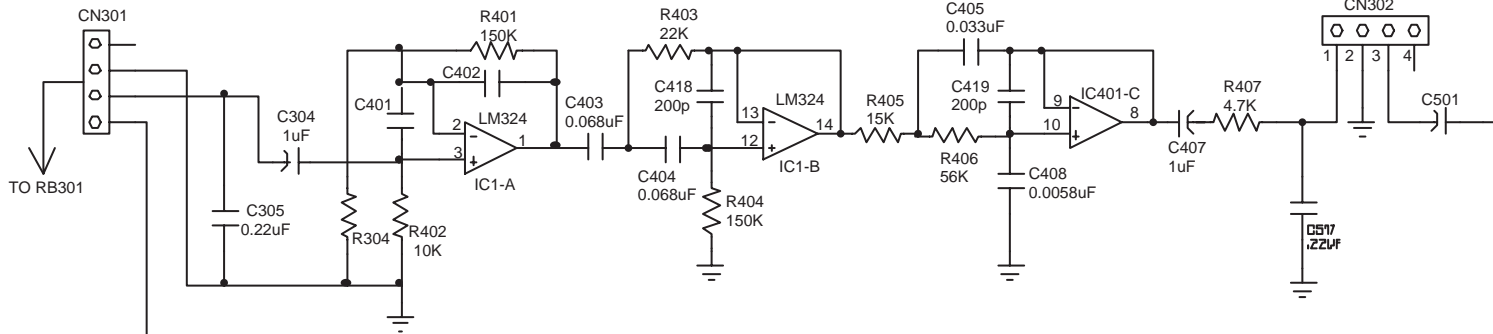 CN301
TO RB301
C304
1uF
C305
0.22uF
R304
R402
10K
C401
R401
150K
C402
LM324
2
3
1
IC1-A
C403
0.068uF
R403
22K
C418
200p
C404
0.068uF
R404
150K
LM324
13
12
14
IC1-B
R405
15K
C405
0.033uF
C419
200p
R406
56K
C408
0.0058uF
IC401-C
9
10
8
C407
1uF
R407
4.7K
C517
.22uF
CN302
1 2 3 4
C501